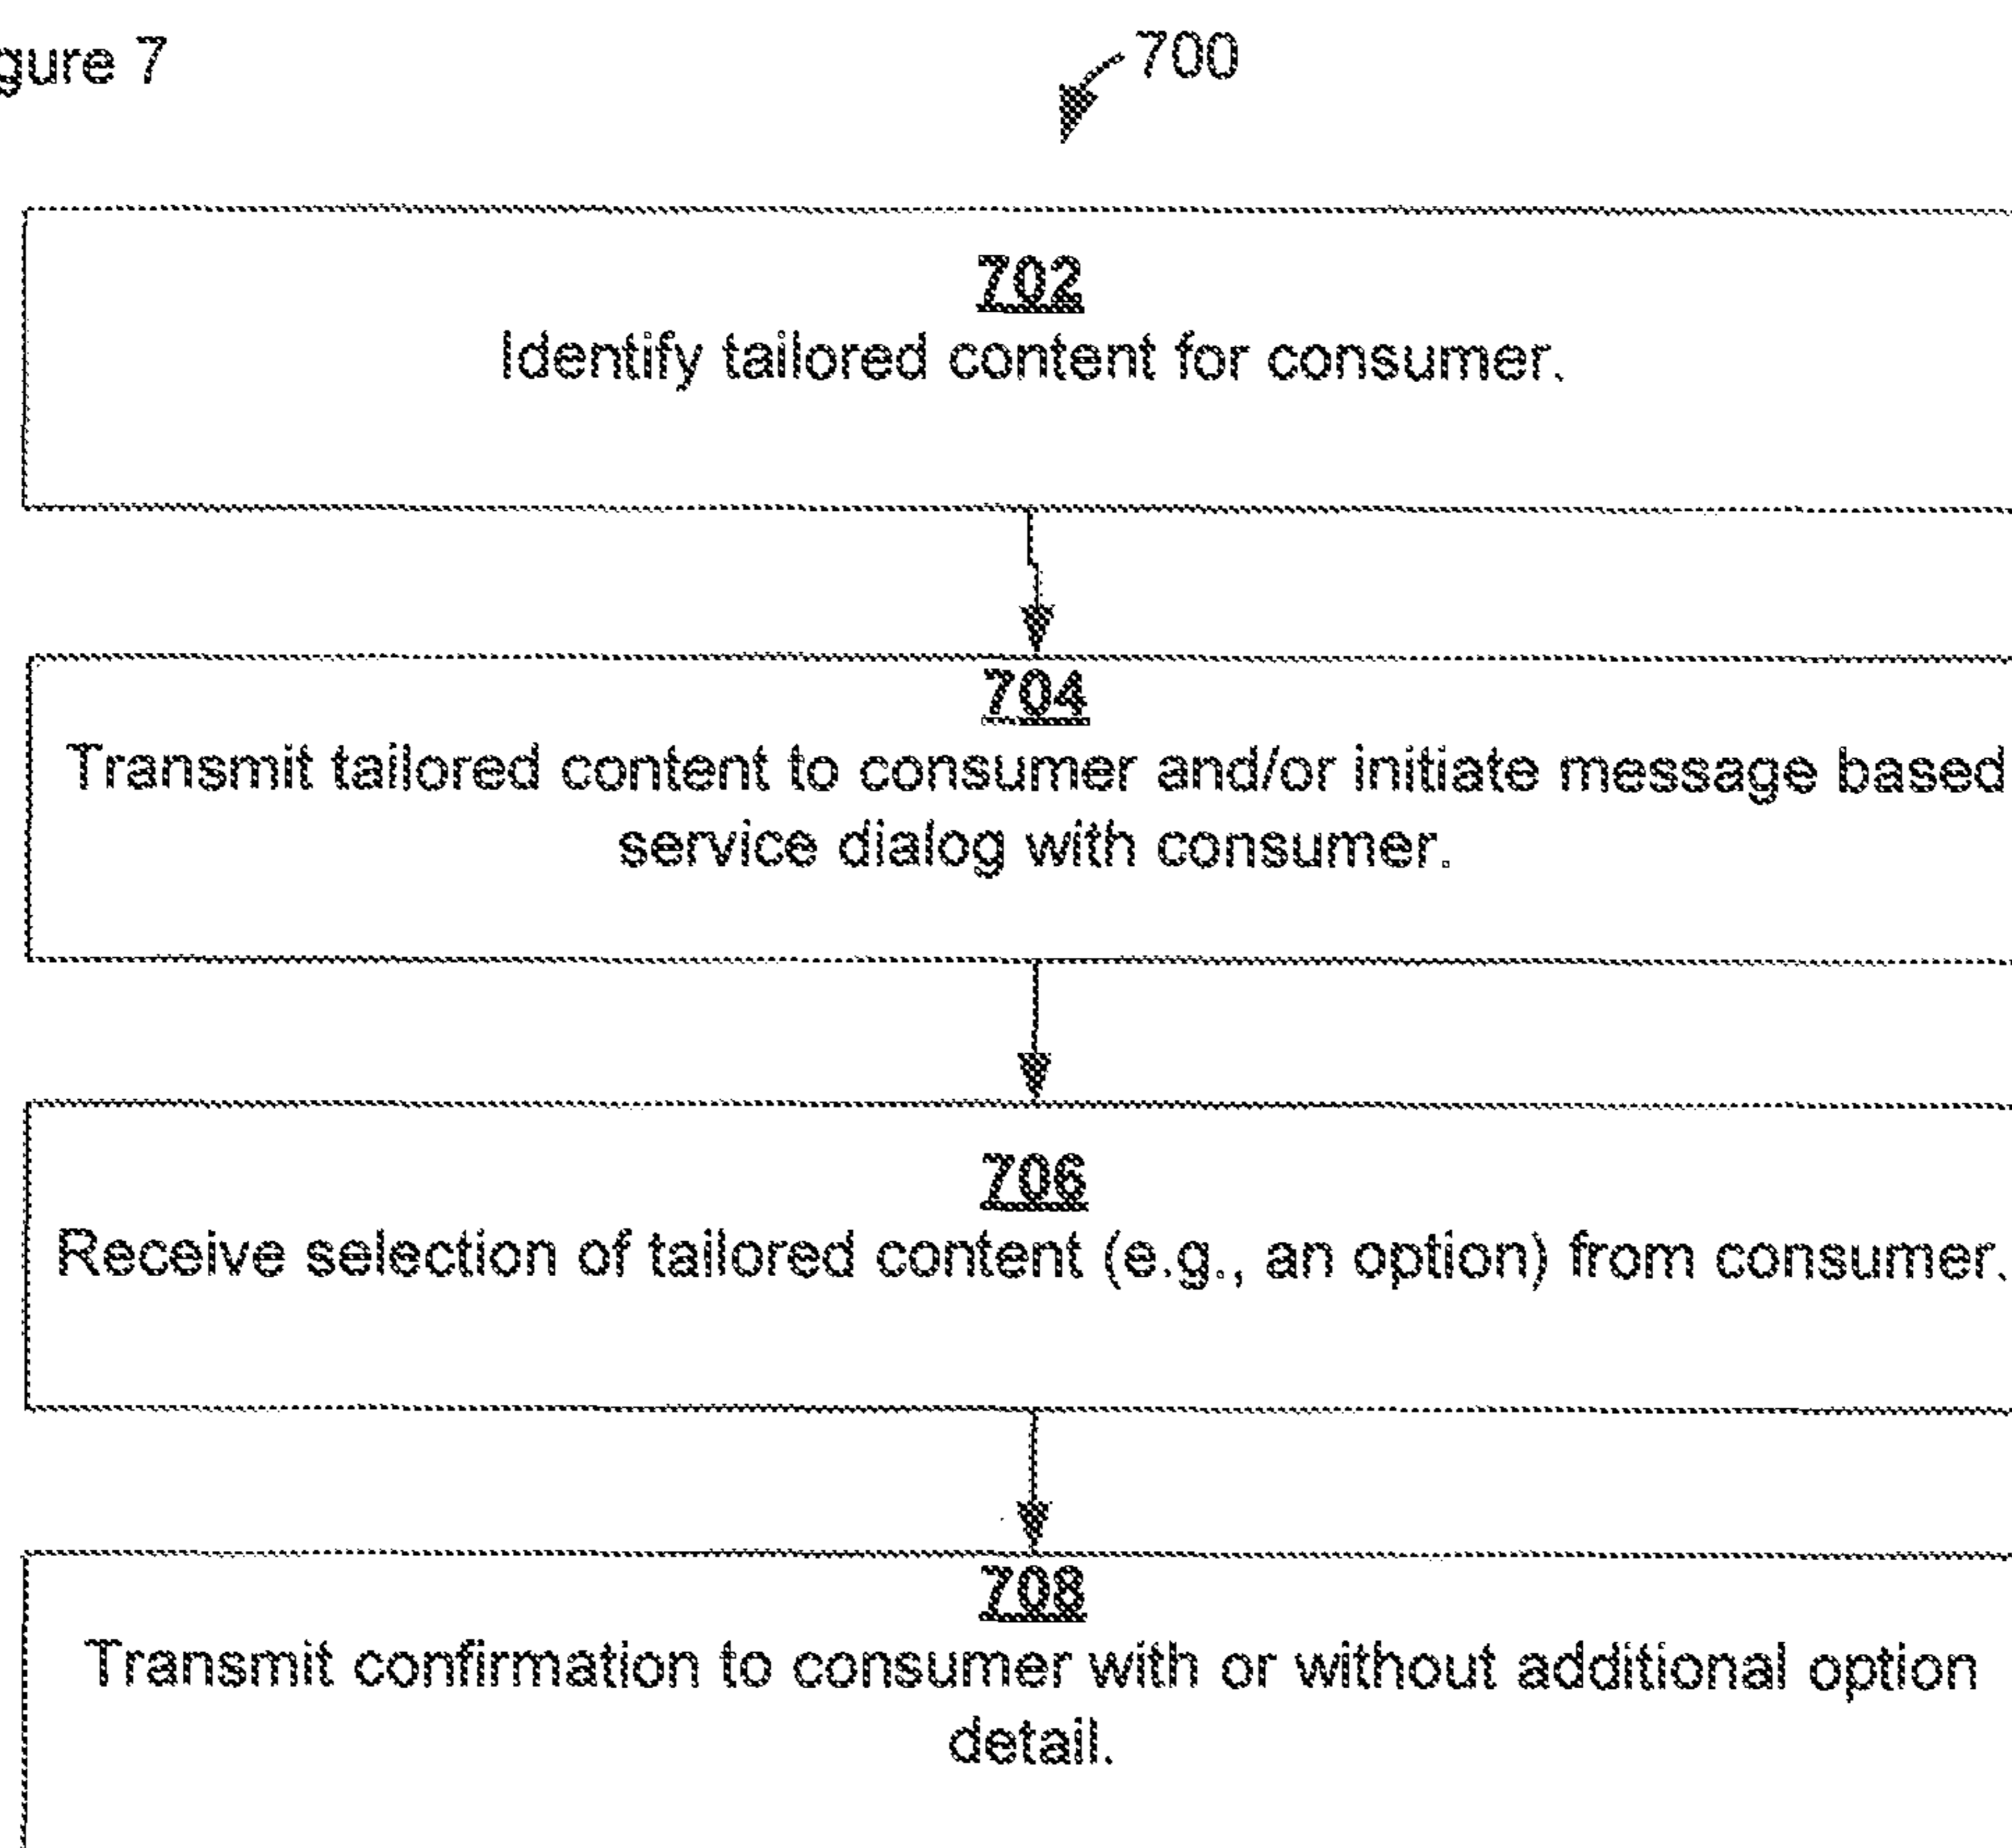 gure 7
700
702
Identify tailored content for consumer.
704
Transmit tailored content to consumer and/or initiate message based
service dialog with consumer.
706
Receive selection of tailored content (e.g., an option) from consumer.
708
Transmit confirmation to consumer with or without additional option
detail.